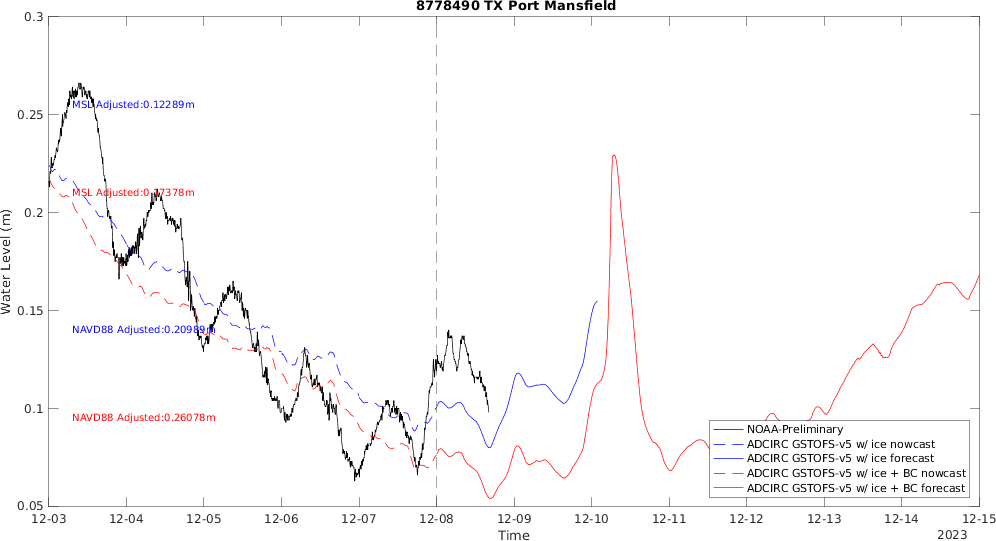 8778490 TX Port Mansfield
Water Level (m)
0.3
0.25
0.2
0.15
0.1
0.05
MSL Adjusted:0.12289m
MSL Adjusted:0.17378m
NAVD88 Adjusted:0.20989m
NAVD88 Adjusted:0.26078m
NOAA-Preliminary
ADCIRC GSTOFS-v5 w/ ice nowcast
ADCIRC GSTOFS-v5 w/ ice forecast
ADCIRC GSTOFS-v5 w/ ice + BC nowcast
ADCIRC GSTOFS-v5 w/ ice + BC forecast
12-03 12-04 12-05 12-06 12-07 12-08 12-09 12-10 12-11 12-12 12-13 12-14 12-15
Time
2023